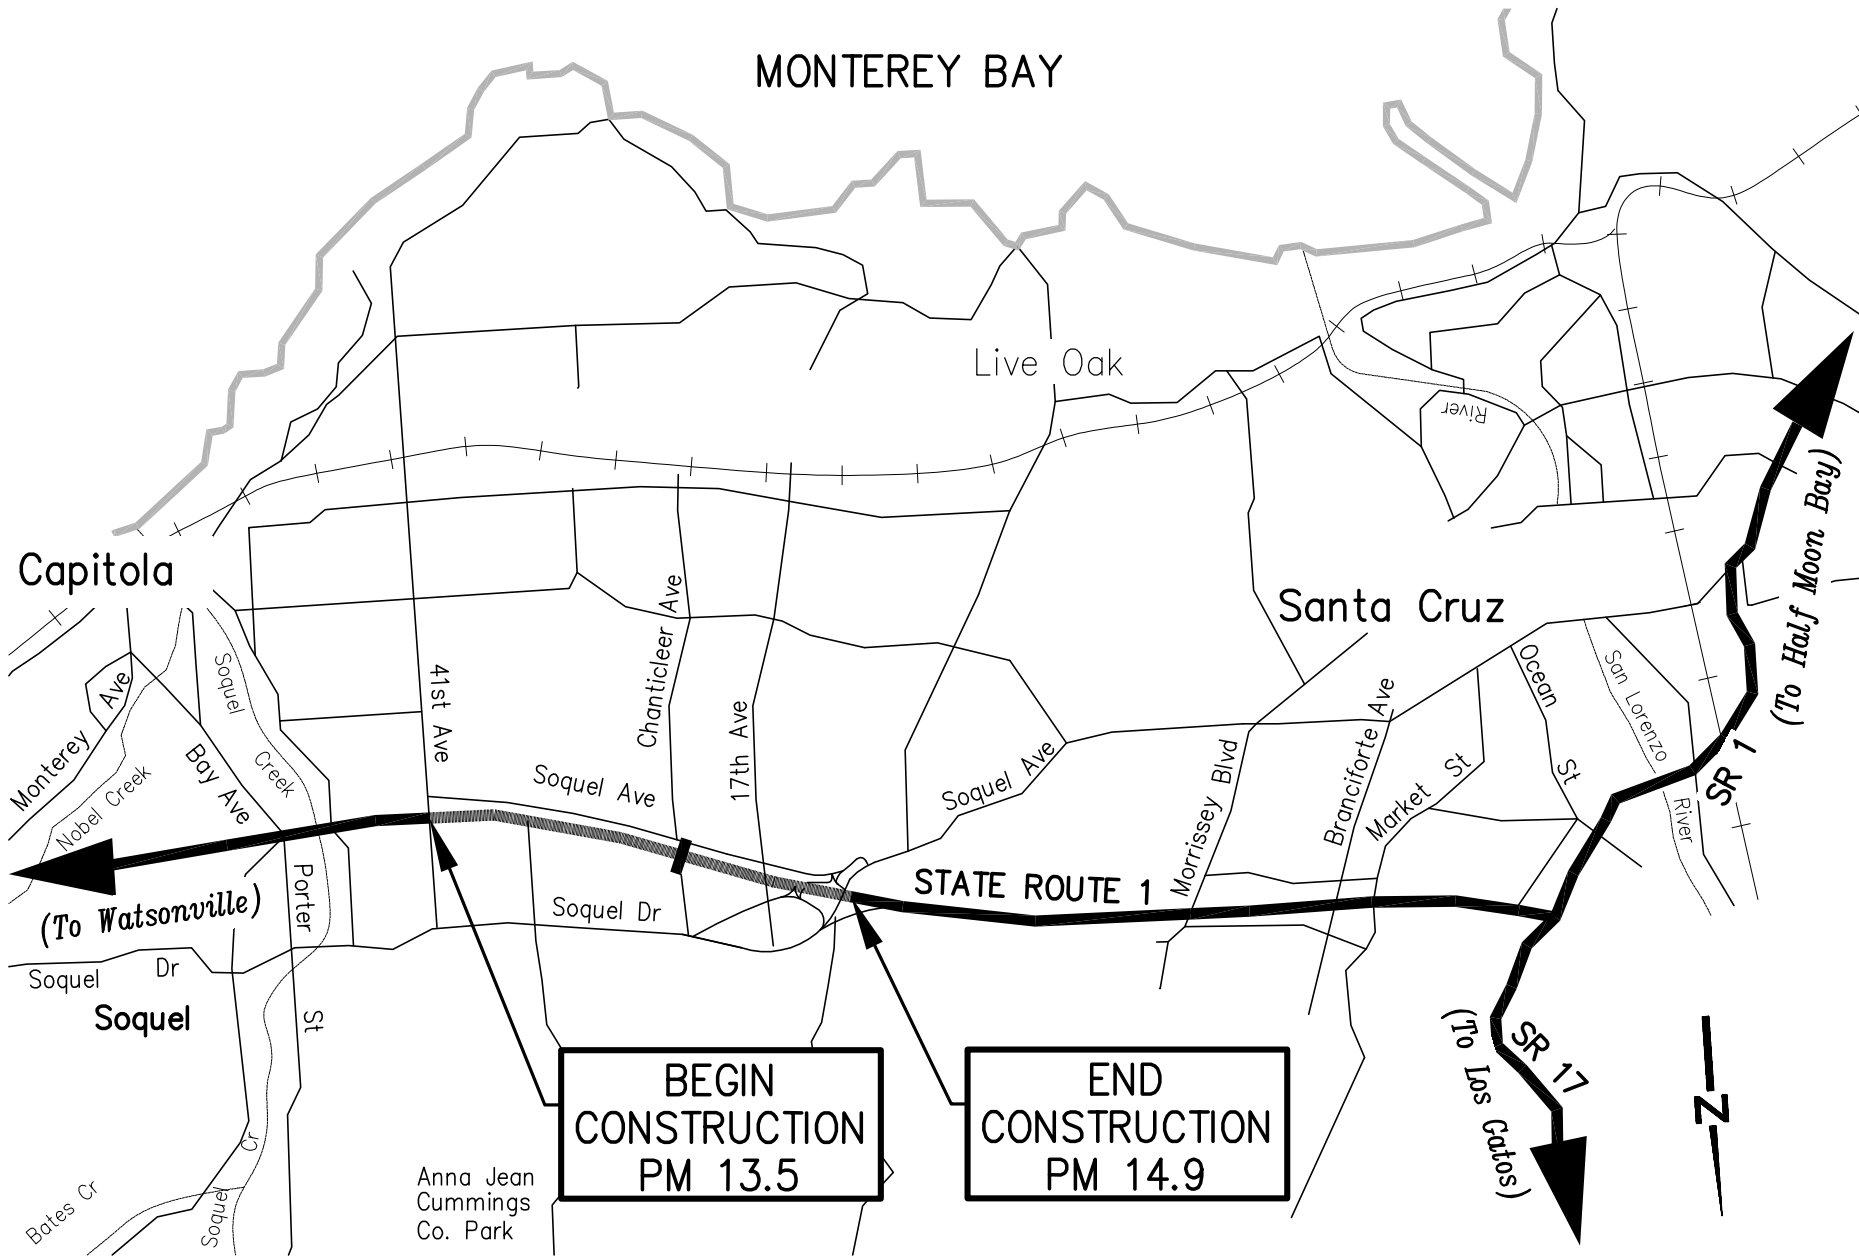 MONTEREY BAY
Live Oak
River
Capitola
Santa Cruz
(To Half Moon Bay)
Chanticleer Ave
41st Ave
17th Ave
Soquel
Creek
Monterey
Ave
Bay Ave
Nobel Creek
Soquel Ave
Soquel Ave
Morrissey Blvd
Branciforte Ave
Market St
Ocean
St
San Lorenzo
River
SR 1
STATE ROUTE 1
(To Watsonville)
Porter
St
Soquel Dr
Soquel Dr
Soquel
SR 17
(To Los Gatos)
BEGIN
CONSTRUCTION
PM 13.5
END
CONSTRUCTION
PM 14.9
N
Anna Jean
Cummings
Co. Park
Bates Cr
Soquel
Cr